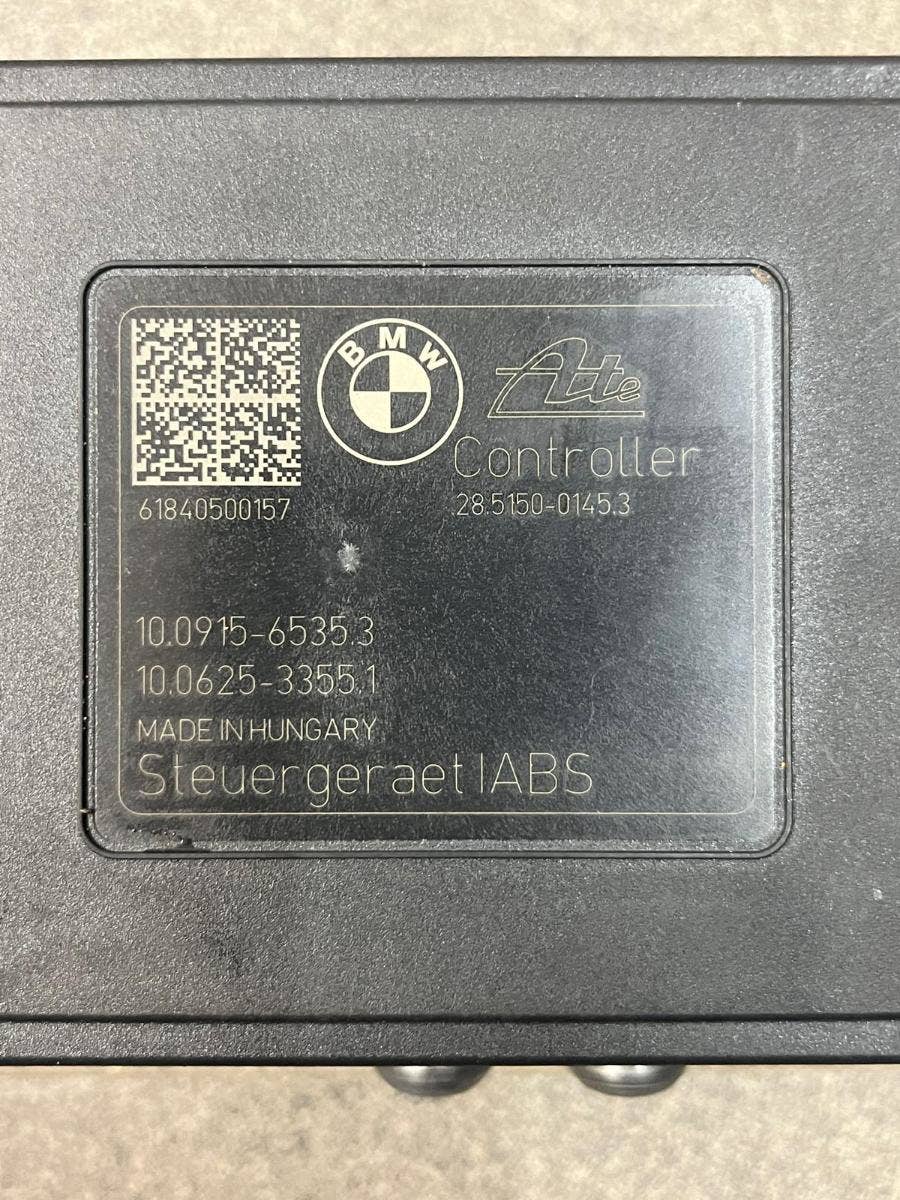 BMW
Ate
Controller
28.5150-0145.3
61840500157
10.0915-6535.3
10.0625-3355.1
MADE IN HUNGARY
Steuergeraet IABS